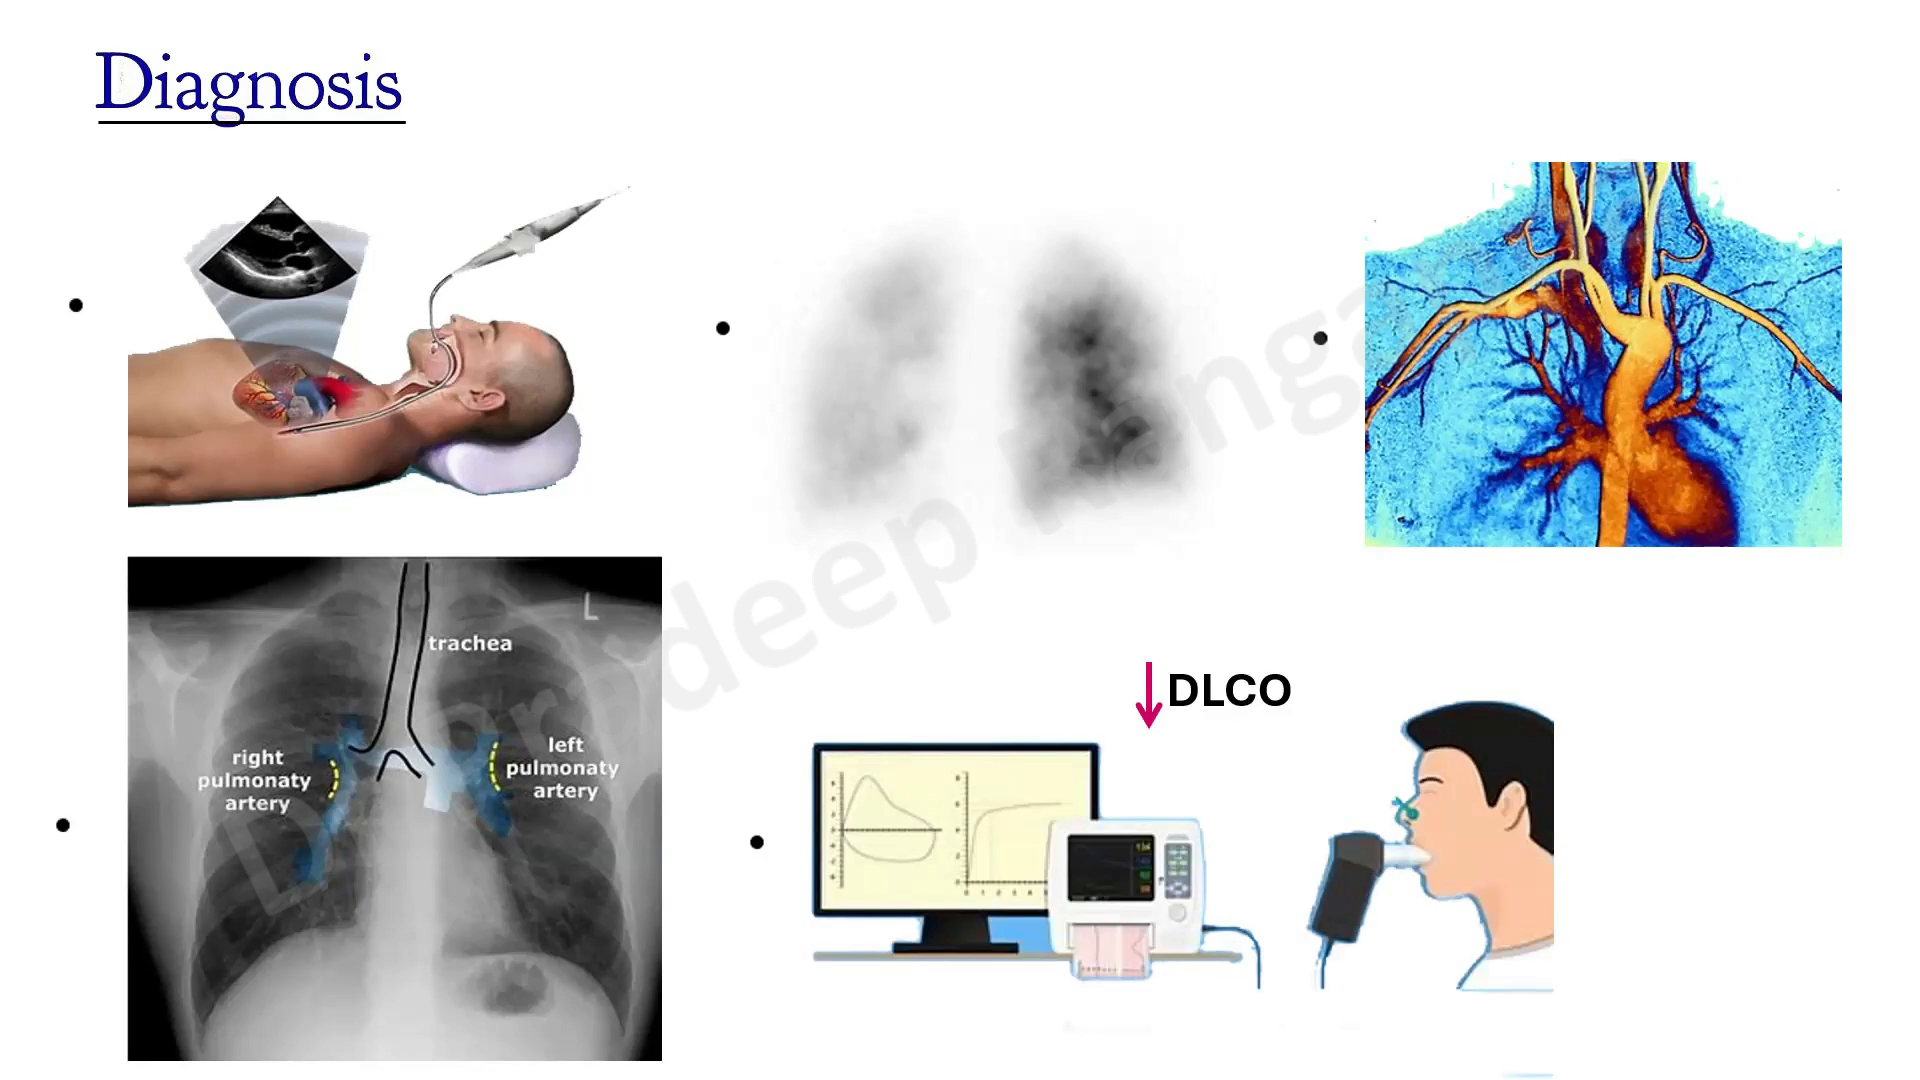 Diagnosis
L
trachea
right
pulmonaty
artery
left
pulmonaty
artery
DLCO